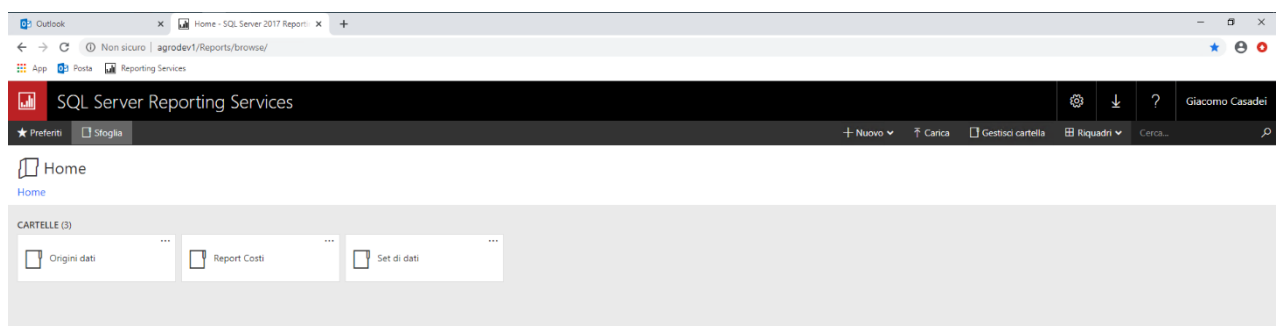 Outlook
Home - SQL Server 2017 Reporti
Non sicuro | agrodev1/Reports/browse/
App Posta Reporting Services
SQL Server Reporting Services
? Giacomo Casadei
Preferiti Sfoglia
Nuovo Carica Gestisci cartella Riquadri Cerca...
Home
Home
CARTELLE (3)
Origini dati
Report Costi
Set di dati